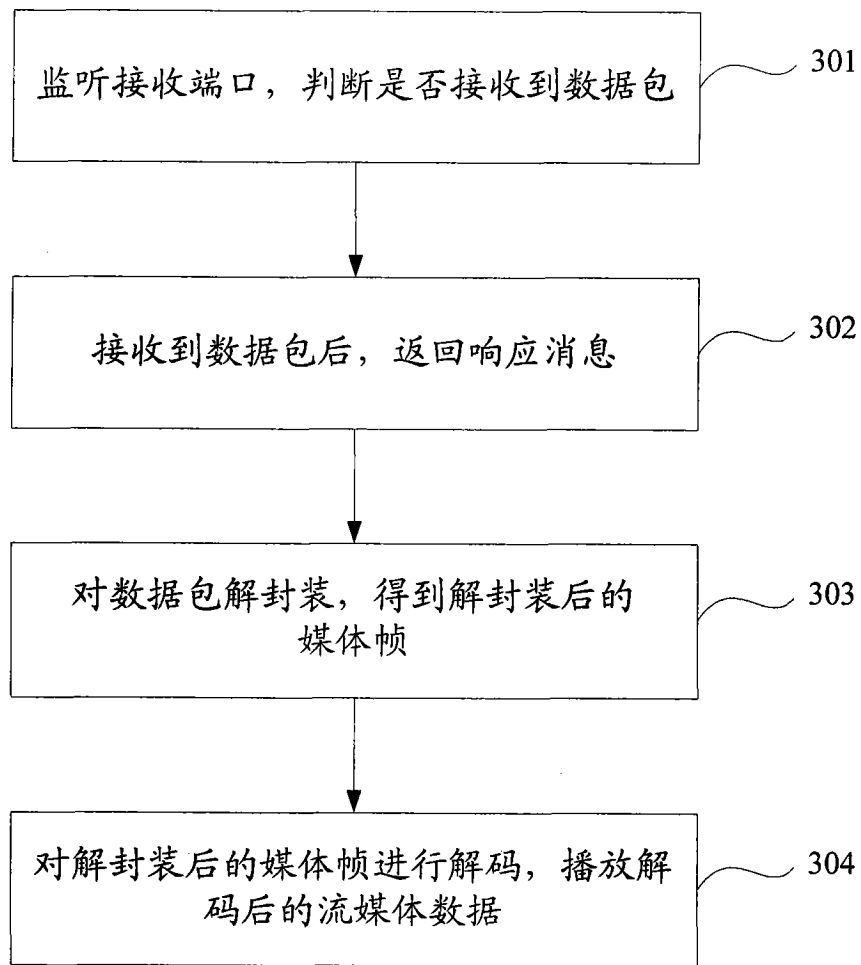 监听接收端口，判断是否接收到数据包
301
接收到数据包后，返回响应消息
302
对数据包解封装，得到解封装后的
媒体帧
303
对解封装后的媒体帧进行解码，播放解
码后的流媒体数据
304